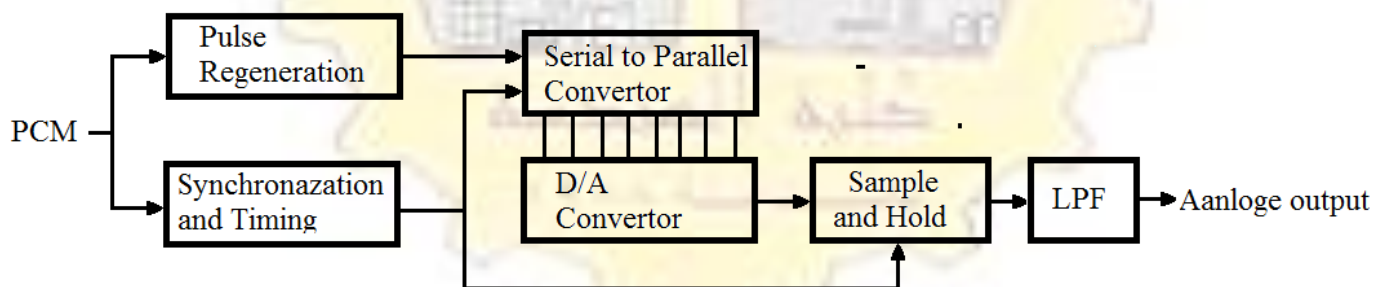 Pulse
Regeneration
Serial to Parallel
Convertor
PCM
Synchronazation
and Timing
D/A
Convertor
Sample
and Hold
LPF
Aanloge output